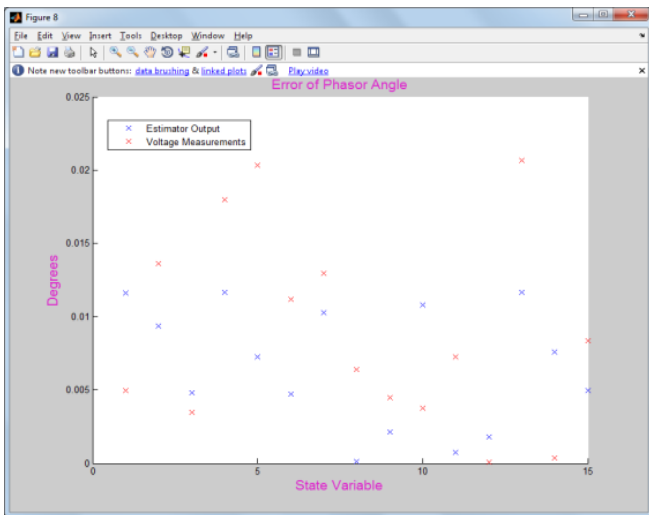 Figure 8
File Edit View Insert Tools Desktop Window Help
Note new toolbar buttons: data brushing & linked plots Play video
Error of Phasor Angle
0.025
Estimator Output
Voltage Measurements
0.02
0.015
Degrees
0.01
0.005
0
0 5 10 15
State Variable